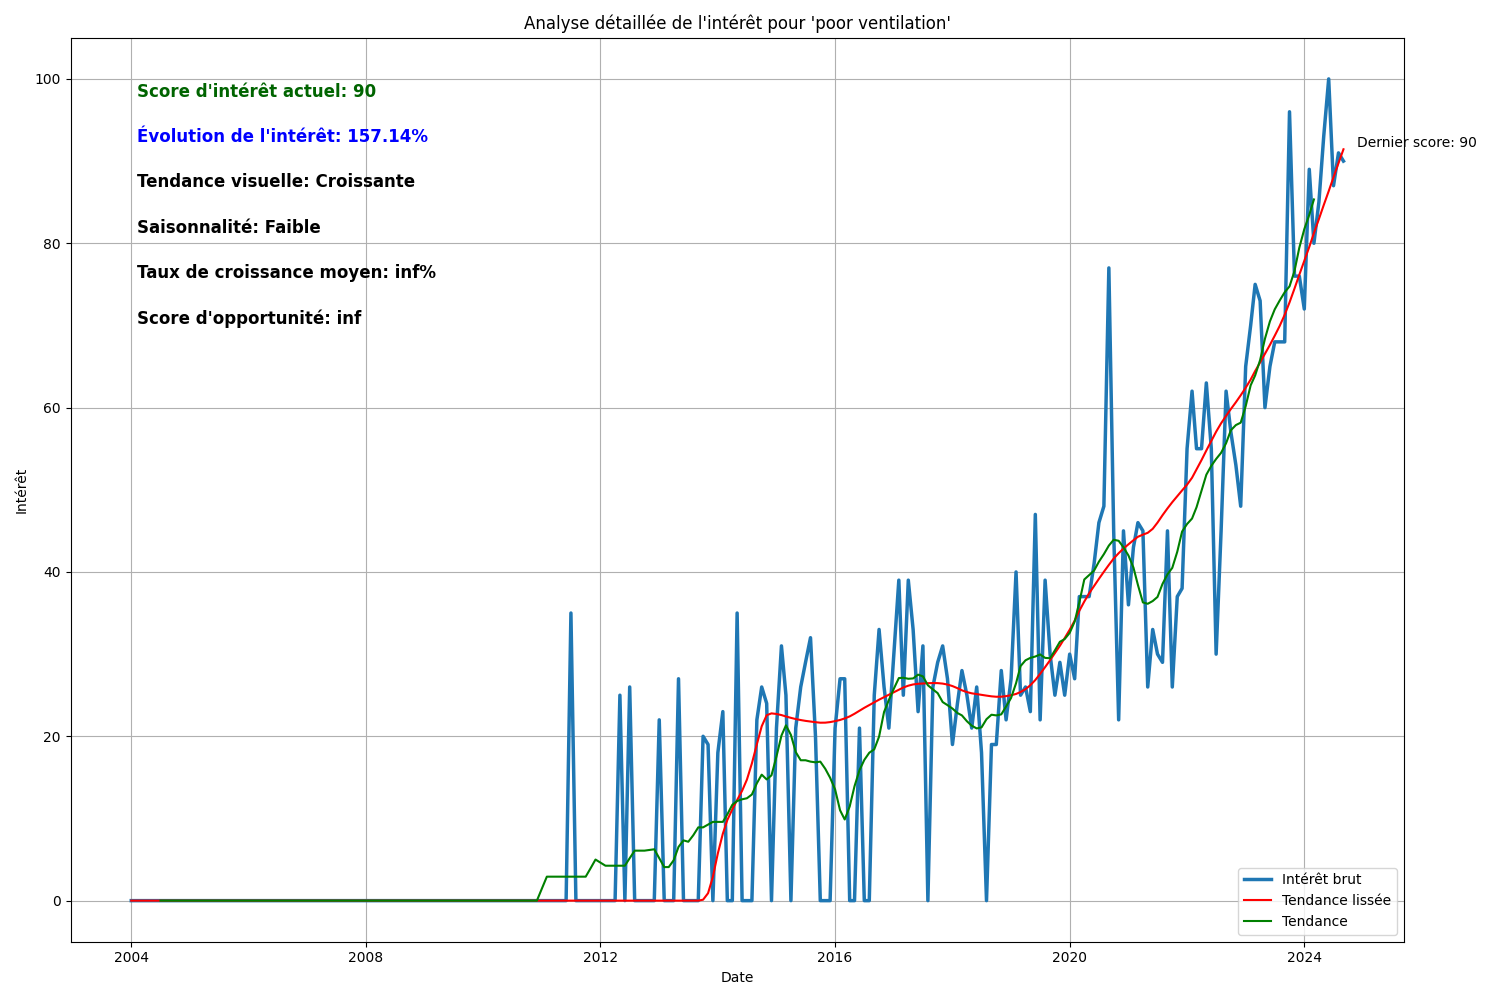 Analyse détaillée de l'intérêt pour 'poor ventilation'
Score d'intérêt actuel: 90
Évolution de l'intérêt: 157.14%
Tendance visuelle: Croissante
Saisonnalité: Faible
Taux de croissance moyen: inf%
Score d'opportunité: inf
Dernier score: 90
Intérêt
100
80
60
40
20
0
2004 2008 2012 2016 2020 2024
Date
Intérêt brut
Tendance lissée
Tendance